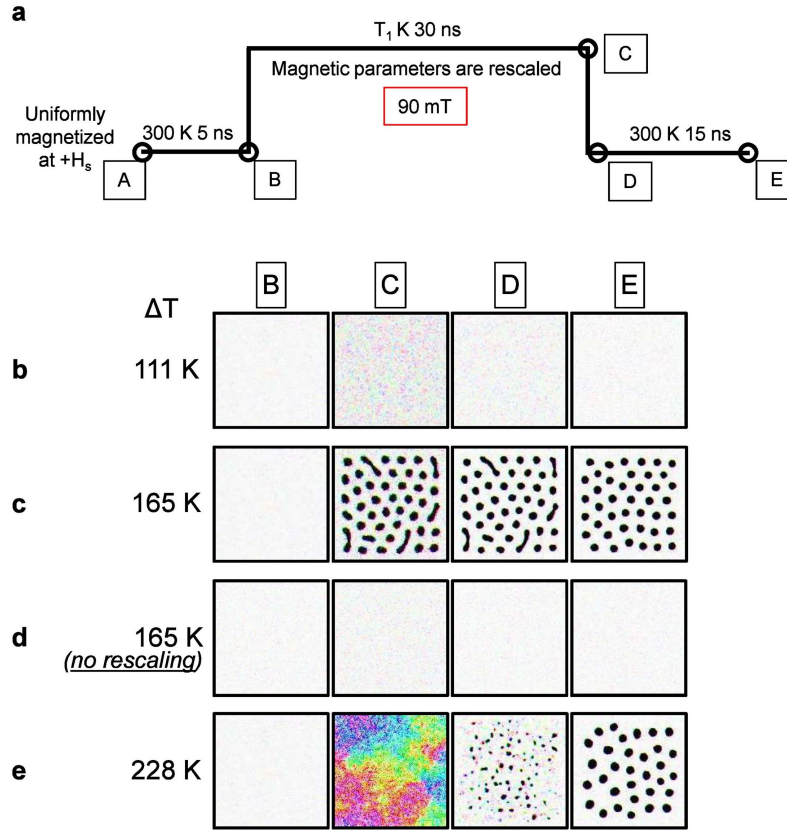 a
T₁ K 30 ns
C
Magnetic parameters are rescaled
90 mT
Uniformly
magnetized
at +Hₛ
300 K 5 ns
300 K 15 ns
A
B
D
E
B
C
D
E
ΔT
b
111 K
c
165 K
d
165 K
(no rescaling)
e
228 K